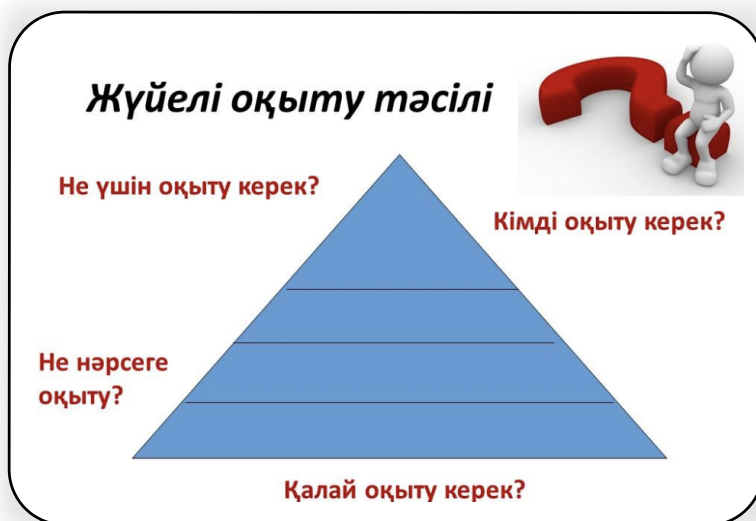 Жүйелі оқыту тәсілі
Не үшін оқыту керек?
Кімді оқыту керек?
Не нәрсеге
оқыту?
Қалай оқыту керек?